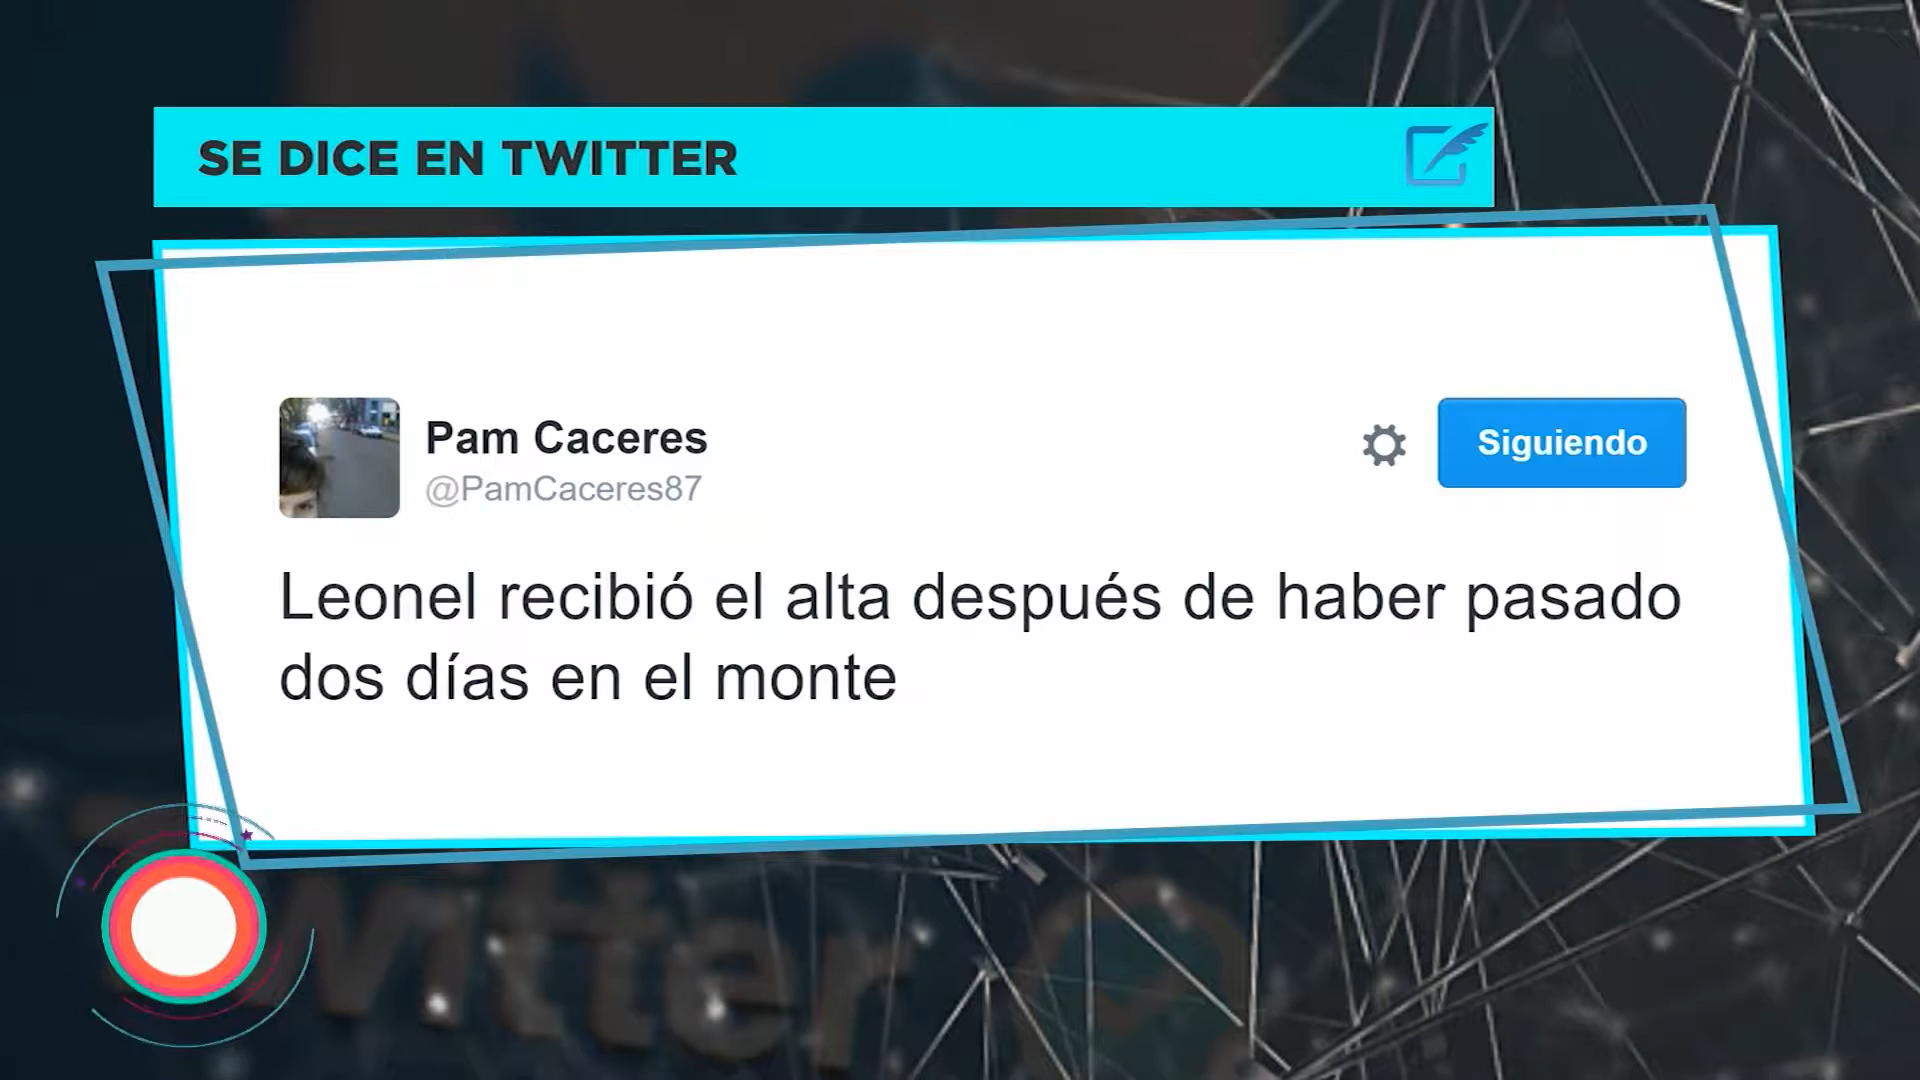 SE DICE EN TWITTER
Pam Caceres
@PamCaceres87
Siguiendo
Leonel recibió el alta después de haber pasado
dos días en el monte
twitter